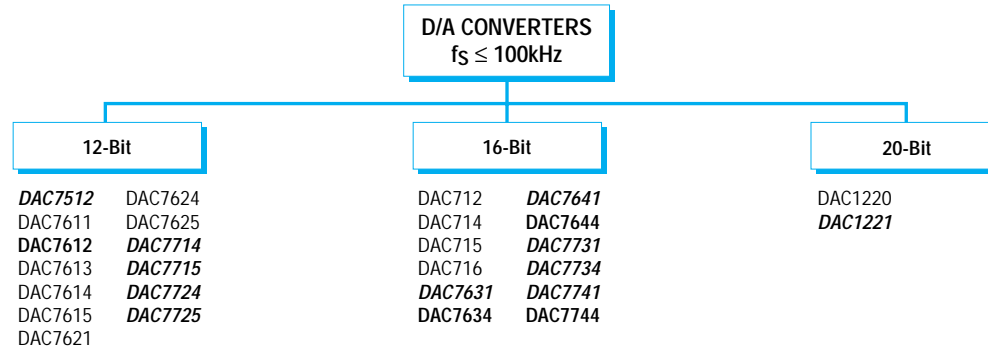 D/A CONVERTERS
fS ≤ 100kHz
12-Bit
16-Bit
20-Bit
DAC7512
DAC7611
DAC7612
DAC7613
DAC7614
DAC7615
DAC7621
DAC7624
DAC7625
DAC7714
DAC7715
DAC7724
DAC7725
DAC712
DAC714
DAC715
DAC716
DAC7631
DAC7634
DAC7641
DAC7644
DAC7731
DAC7734
DAC7741
DAC7744
DAC1220
DAC1221